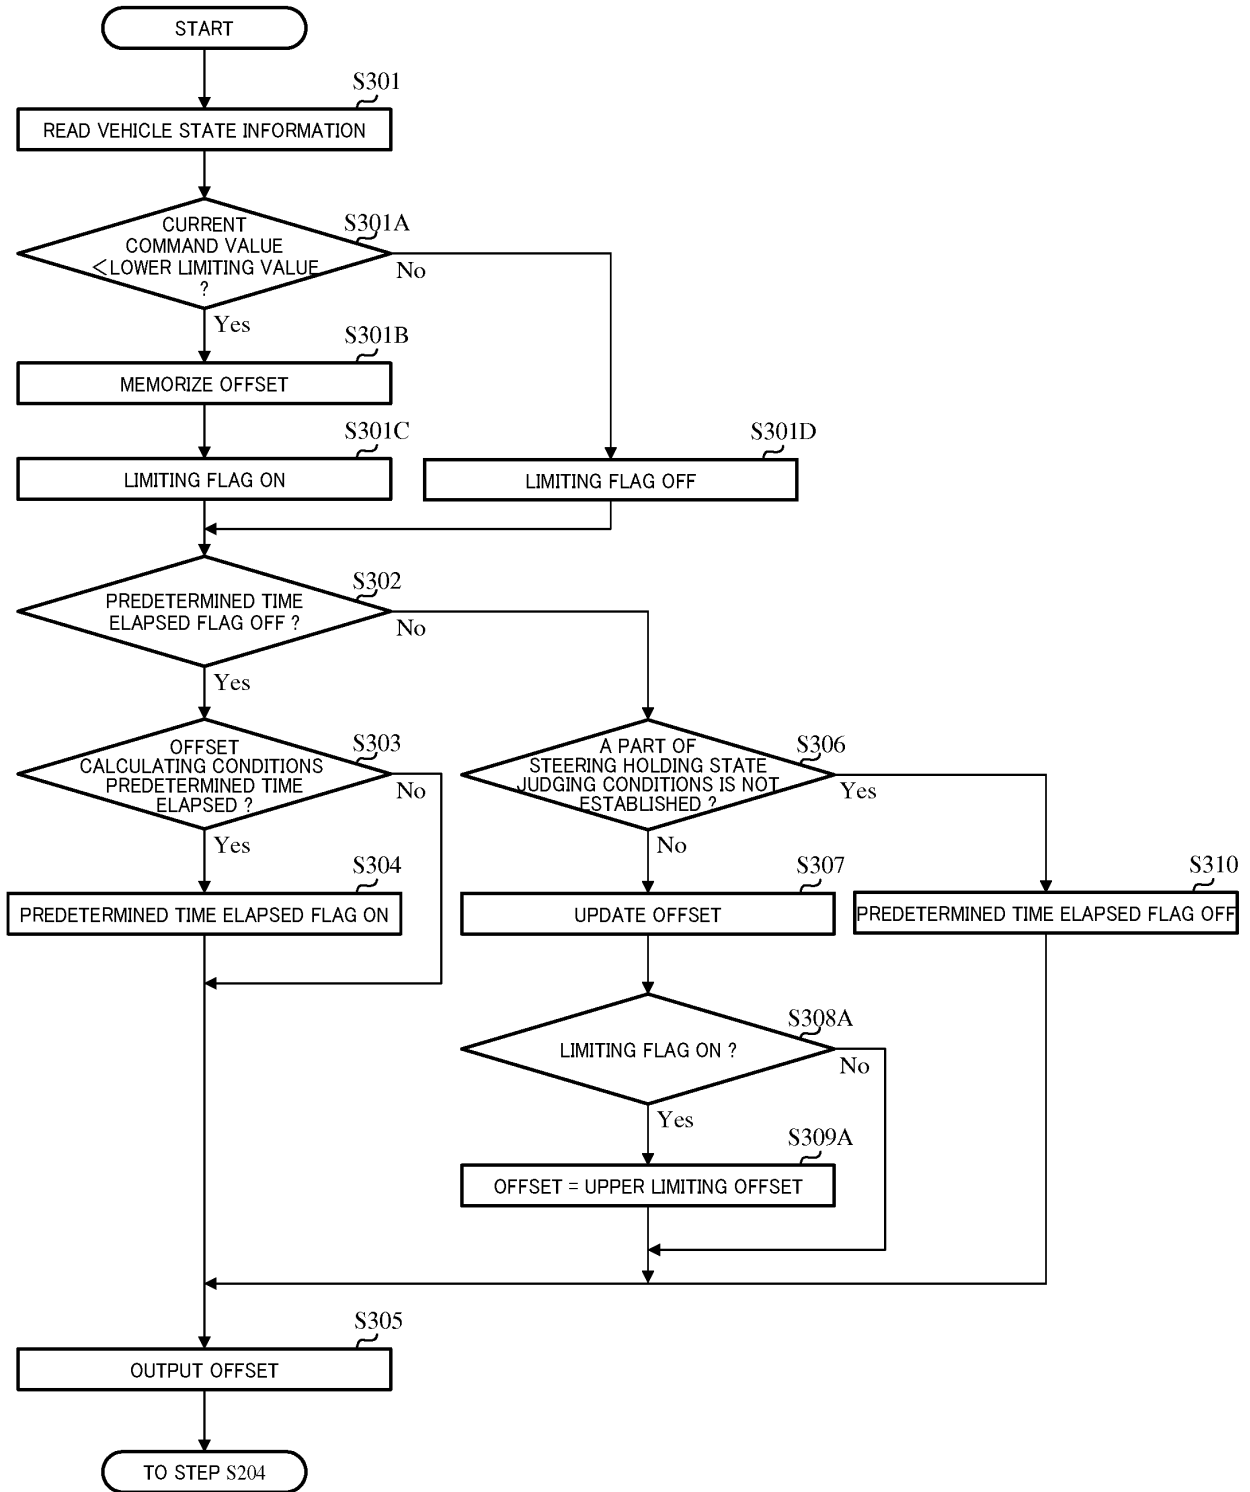 START
S301
READ VEHICLE STATE INFORMATION
S301A
CURRENT
COMMAND VALUE
<LOWER LIMITING VALUE
?
No
Yes
S301B
MEMORIZE OFFSET
S301C
LIMITING FLAG ON
S301D
LIMITING FLAG OFF
S302
PREDETERMINED TIME
ELAPSED FLAG OFF ?
No
Yes
S303
OFFSET
CALCULATING CONDITIONS
PREDETERMINED TIME
ELAPSED ?
No
Yes
S306
A PART OF
STEERING HOLDING STATE
JUDGING CONDITIONS IS NOT
ESTABLISHED ?
Yes
No
S304
PREDETERMINED TIME ELAPSED FLAG ON
S307
UPDATE OFFSET
S310
PREDETERMINED TIME ELAPSED FLAG OFF
S308A
LIMITING FLAG ON ?
No
Yes
S309A
OFFSET = UPPER LIMITING OFFSET
S305
OUTPUT OFFSET
TO STEP S204